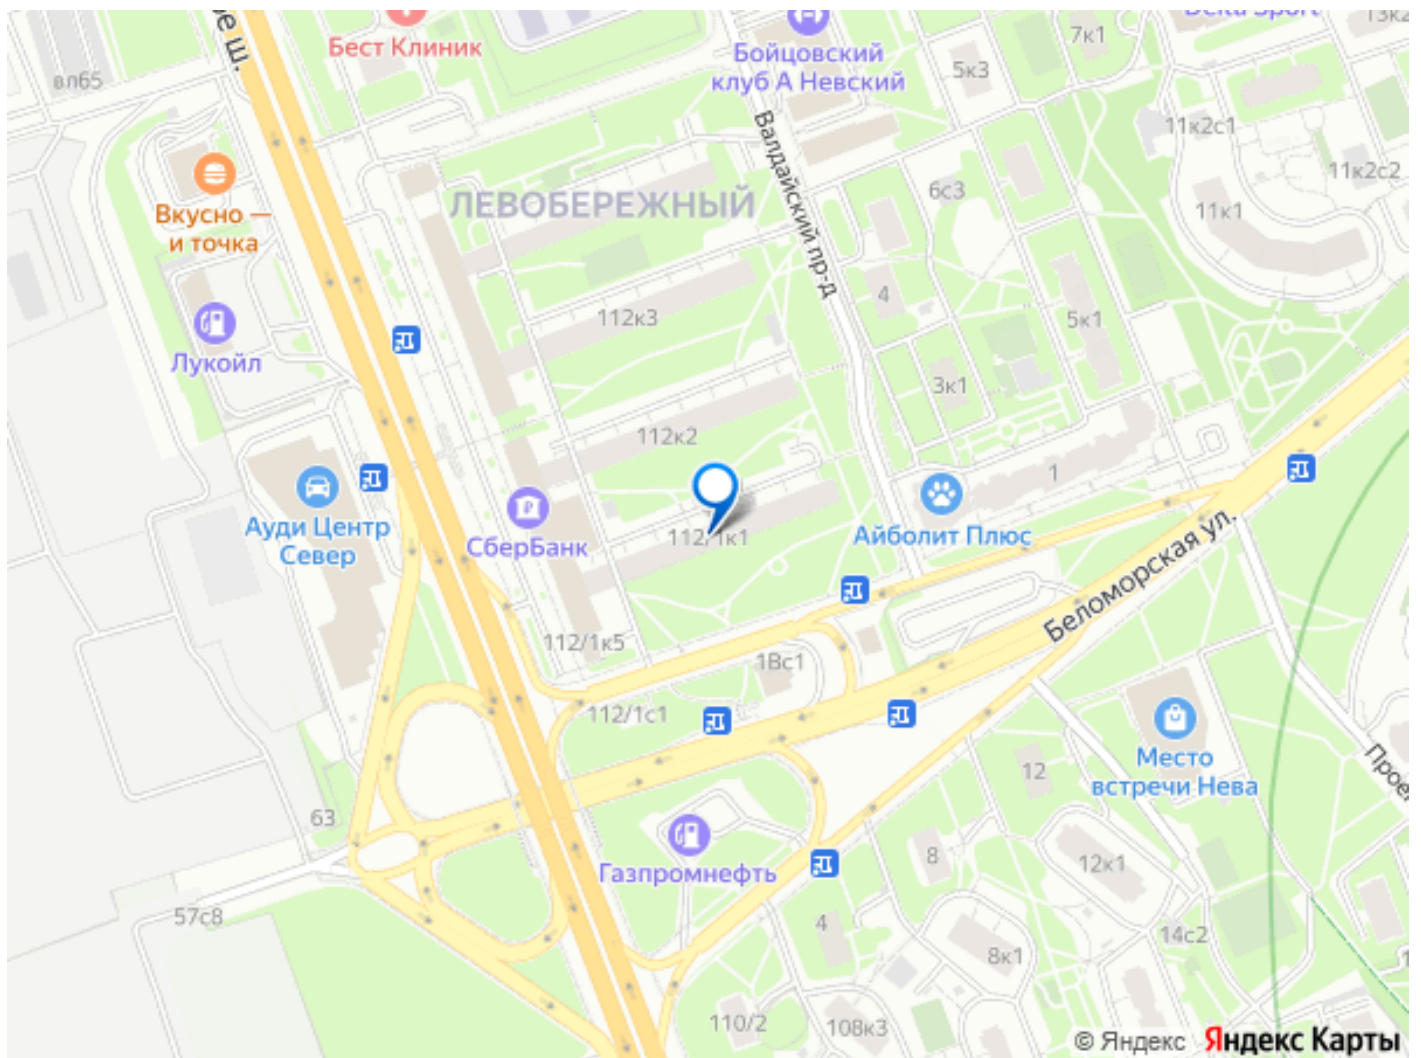 Бест Клиник
Бойцовский
клуб А Невский
7к1
5к3
вл65
Валдайский пр-д
11к2с1
11к2с2
6с3
11к1
ЛЕВОБЕРЕЖНЫЙ
Вкусно —
и точка
4
5к1
112к3
Лукойл
3к1
112к2
1
Ауди Центр
Север
СберБанк
112/1к1
Айболит Плюс
Беломорская ул.
112/1к5
1Вс1
112/1с1
Место
встречи Нева
12
63
Газпромнефть
8
12к1
57с8
4
14с2
8к1
110/2
108к3
© Яндекс Яндекс Карты